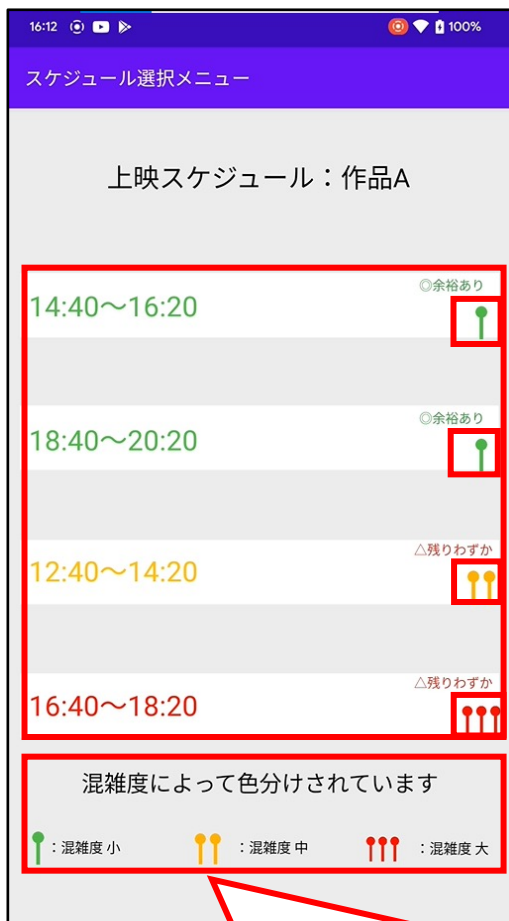 16:12 100%
スケジュール選択メニュー
上映スケジュール：作品A
◎余裕あり
14:40～16:20
◎余裕あり
18:40～20:20
△残りわずか
12:40～14:20
△残りわずか
16:40～18:20
混雑度によって色分けされています
：混雑度 小 ：混雑度 中 ：混雑度 大